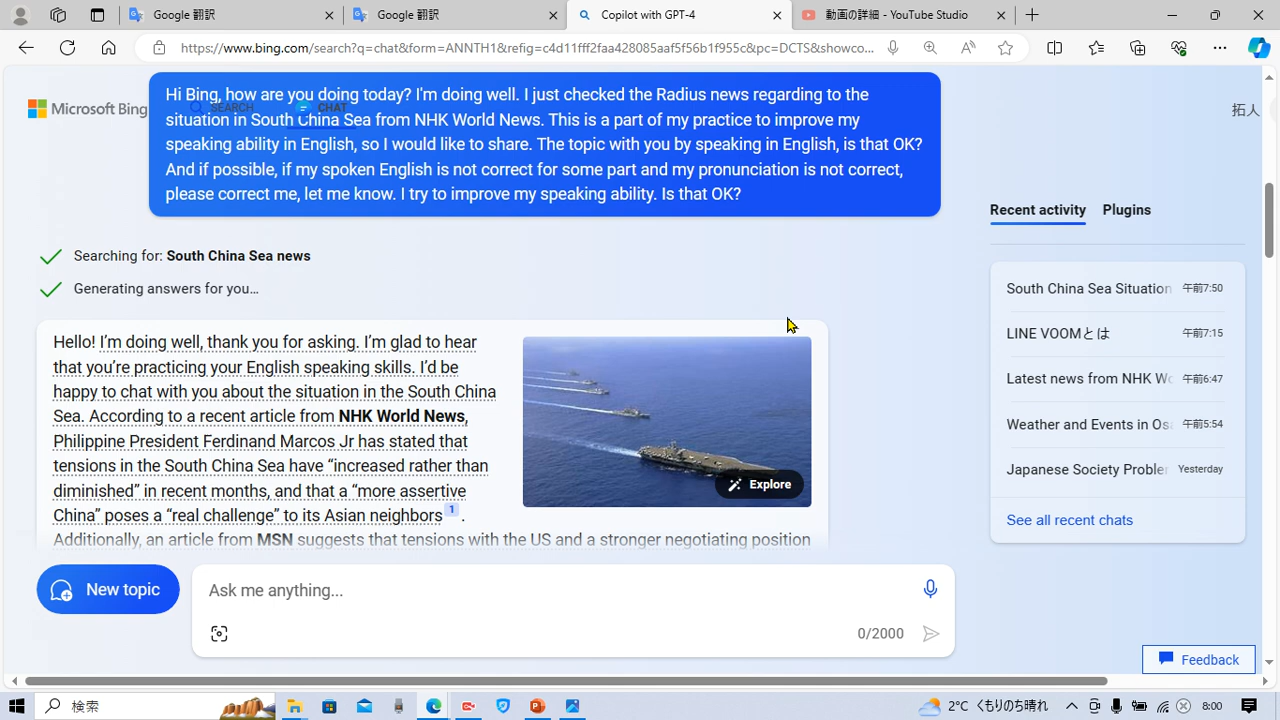 Google 翻訳
Google 翻訳
Copilot with GPT-4
動画の詳細 - YouTube Studio
https://www.bing.com/search?q=chat&form=ANNTH1&refig=c4d11fff2faa428085aaf5f56b1f955c&pc=DCTS&showco...
Microsoft Bing
SEARCH
CHAT
拓人
Hi Bing, how are you doing today? I'm doing well. I just checked the Radius news regarding to the
situation in South China Sea from NHK World News. This is a part of my practice to improve my
speaking ability in English, so I would like to share. The topic with you by speaking in English, is that OK?
And if possible, if my spoken English is not correct for some part and my pronunciation is not correct,
please correct me, let me know. I try to improve my speaking ability. Is that OK?
Searching for: South China Sea news
Generating answers for you...
Hello! I'm doing well, thank you for asking. I'm glad to hear
that you're practicing your English speaking skills. I'd be
happy to chat with you about the situation in the South China
Sea. According to a recent article from NHK World News,
Philippine President Ferdinand Marcos Jr has stated that
tensions in the South China Sea have "increased rather than
diminished" in recent months, and that a "more assertive
China" poses a "real challenge" to its Asian neighbors 1 .
Additionally, an article from MSN suggests that tensions with the US and a stronger negotiating position
Explore
Recent activity Plugins
South China Sea Situation 午前7:50
LINE VOOMとは 午前7:15
Latest news from NHK Wo 午前6:47
Weather and Events in Os 午前5:54
Japanese Society Probler Yesterday
See all recent chats
New topic
Ask me anything...
0/2000
Feedback
検索
2°C くもりのち晴れ
8:00